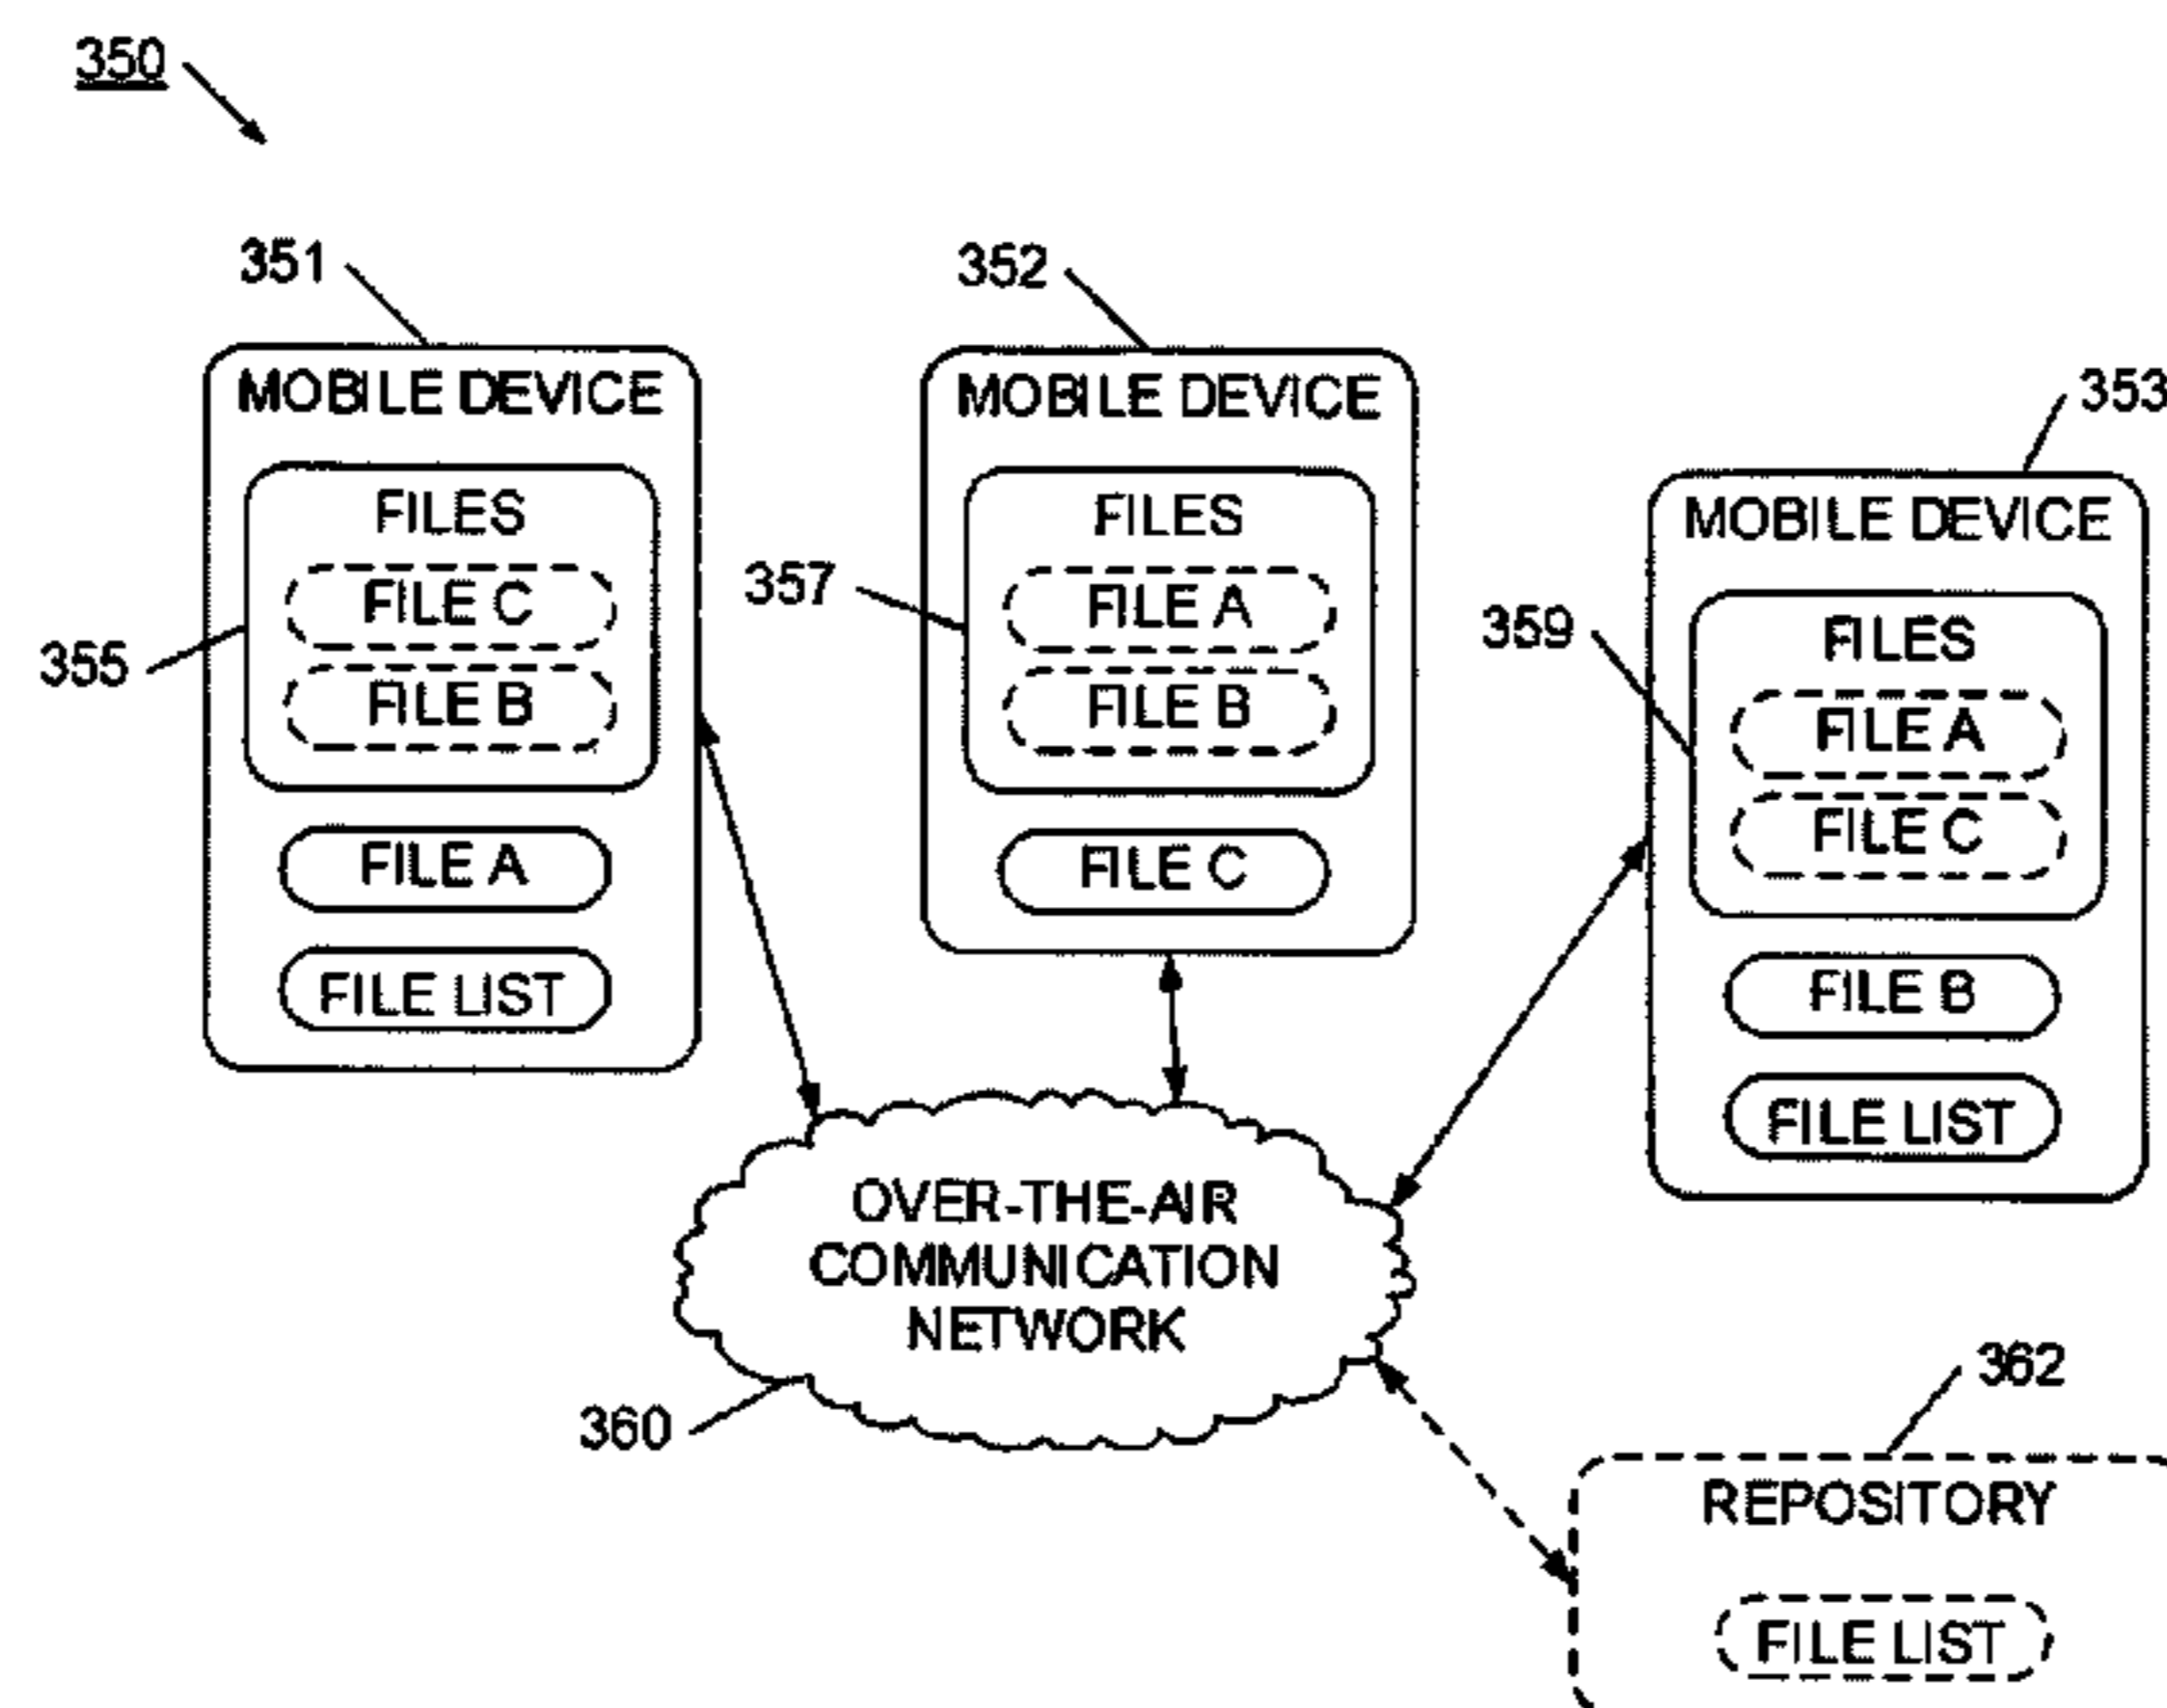 350
351
MOBILE DEVICE
FILES
FILE C
FILE B
355
FILE A
FILE LIST
352
MOBILE DEVICE
FILES
357
FILE A
FILE B
FILE C
353
MOBILE DEVICE
FILES
359
FILE A
FILE C
FILE B
FILE LIST
OVER-THE-AIR
COMMUNICATION
NETWORK
360
362
REPOSITORY
FILE LIST